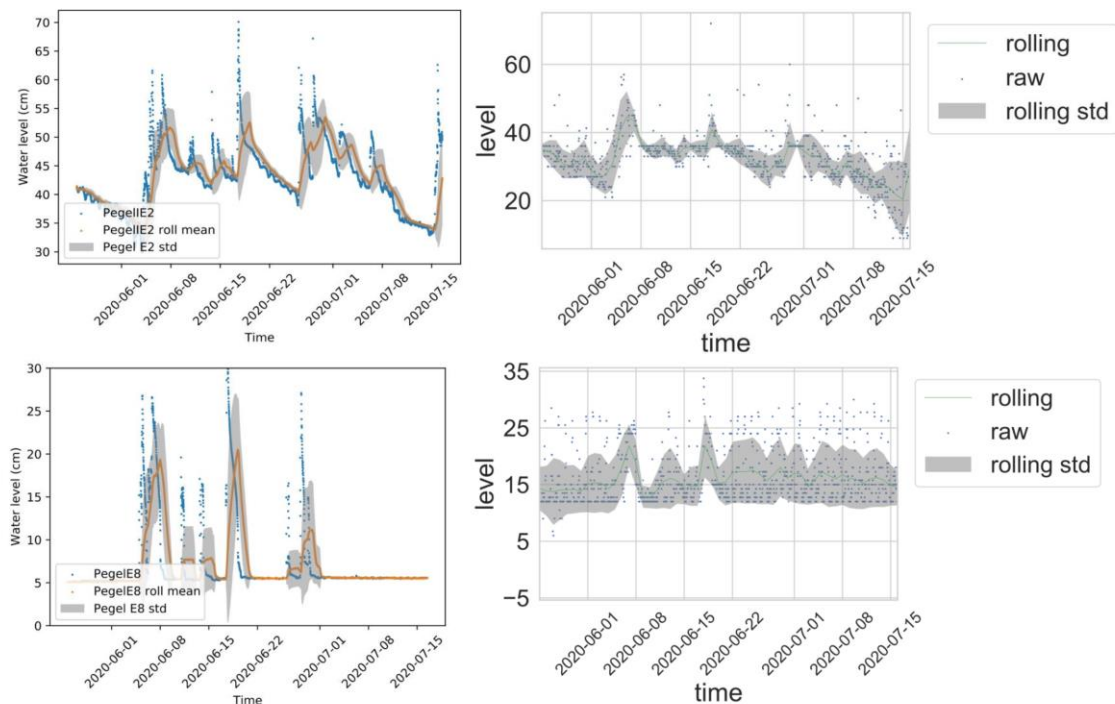 70
65
60
55
50
45
40
35
30
Water level (cm)
PegelIIE2
PegelIIE2 roll mean
Pegel E2 std
2020-06-01
2020-06-08
2020-06-15
2020-06-22
2020-07-01
2020-07-08
2020-07-15
Time
60
40
20
level
2020-06-01
2020-06-08
2020-06-15
2020-06-22
2020-07-01
2020-07-08
2020-07-15
time
rolling
raw
rolling std
30
25
20
15
10
5
0
Water level (cm)
PegelE8
PegelE8 roll mean
Pegel E8 std
2020-06-01
2020-06-08
2020-06-15
2020-06-22
2020-07-01
2020-07-08
2020-07-15
Time
35
25
15
5
−5
level
2020-06-01
2020-06-08
2020-06-15
2020-06-22
2020-07-01
2020-07-08
2020-07-15
time
rolling
raw
rolling std